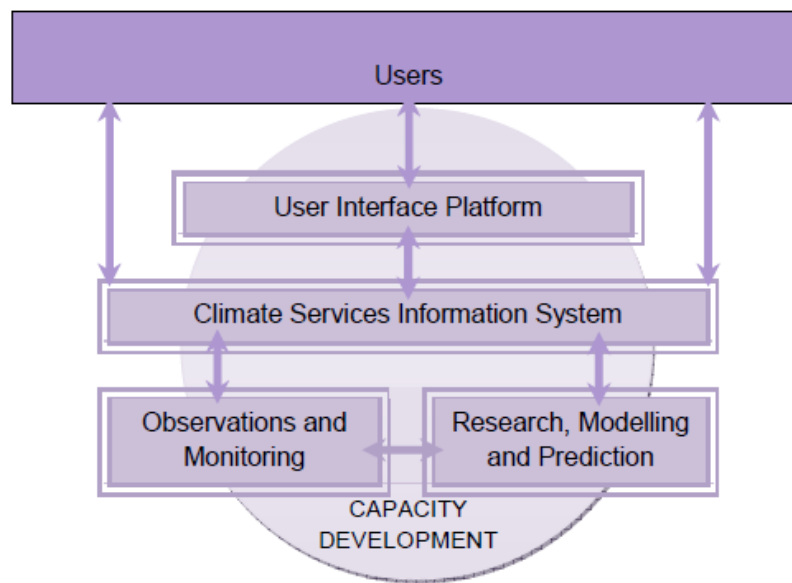 Users
User Interface Platform
Climate Services Information System
Observations and
Monitoring
Research, Modelling
and Prediction
CAPACITY
DEVELOPMENT